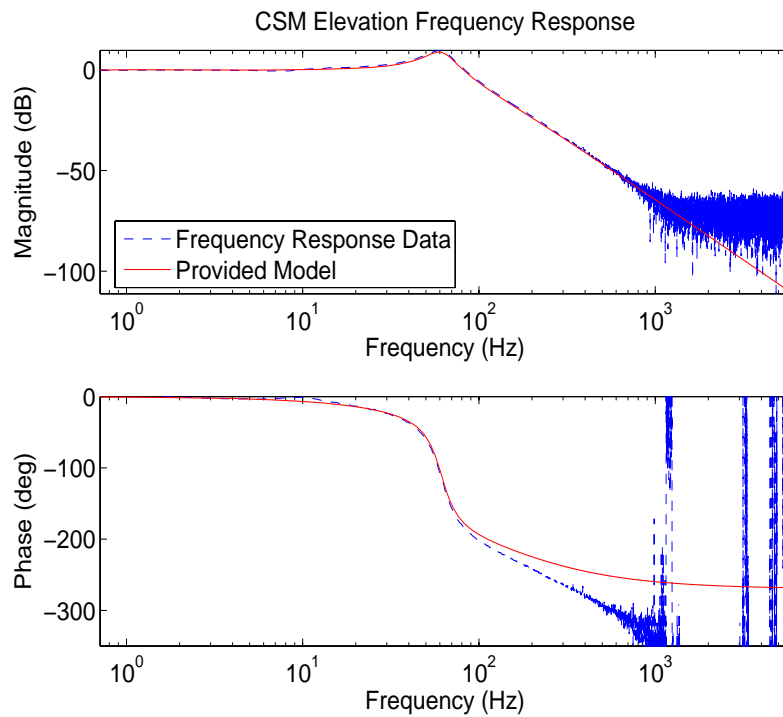 CSM Elevation Frequency Response
Magnitude (dB)
0
−50
−100
Frequency Response Data
Provided Model
10^0
10^1
10^2
10^3
Frequency (Hz)
Phase (deg)
0
−100
−200
−300
10^0
10^1
10^2
10^3
Frequency (Hz)